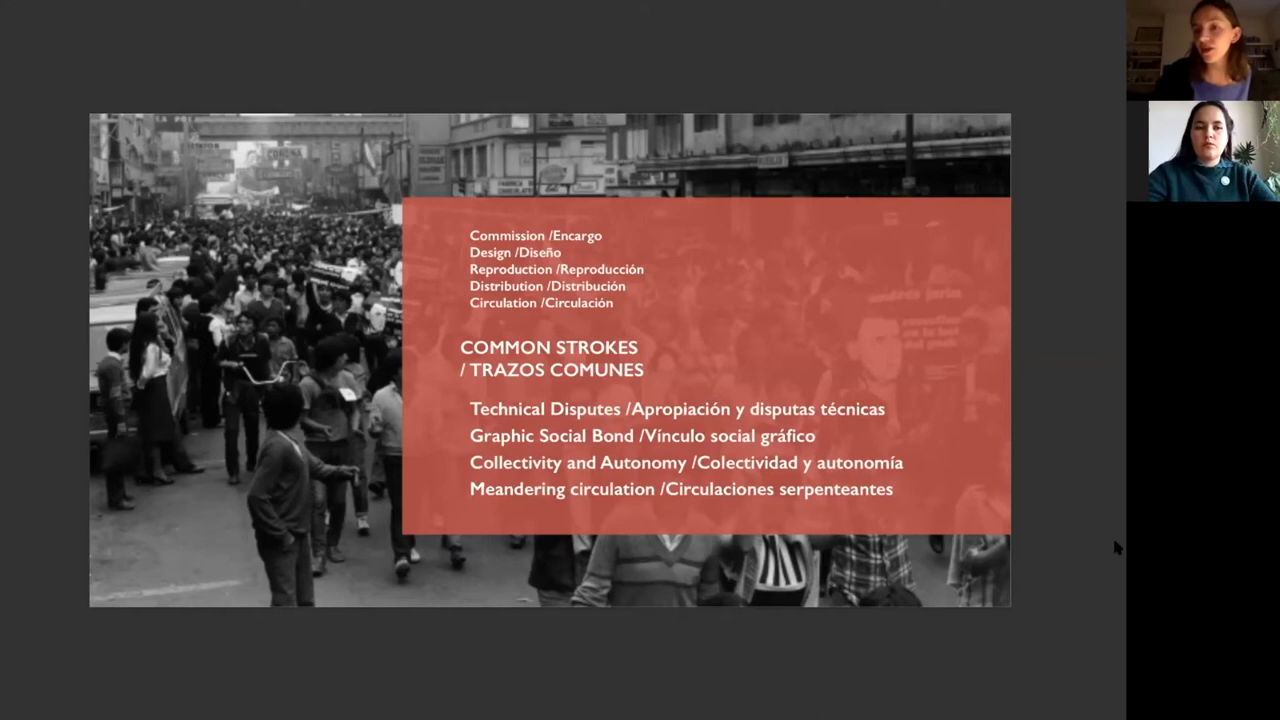 CORONA
Commission /Encargo
Design /Diseño
Reproduction /Reproducción
Distribution /Distribución
Circulation /Circulación
COMMON STROKES
/ TRAZOS COMUNES
Technical Disputes /Apropiación y disputas técnicas
Graphic Social Bond /Vínculo social gráfico
Collectivity and Autonomy /Colectividad y autonomía
Meandering circulation /Circulaciones serpenteantes